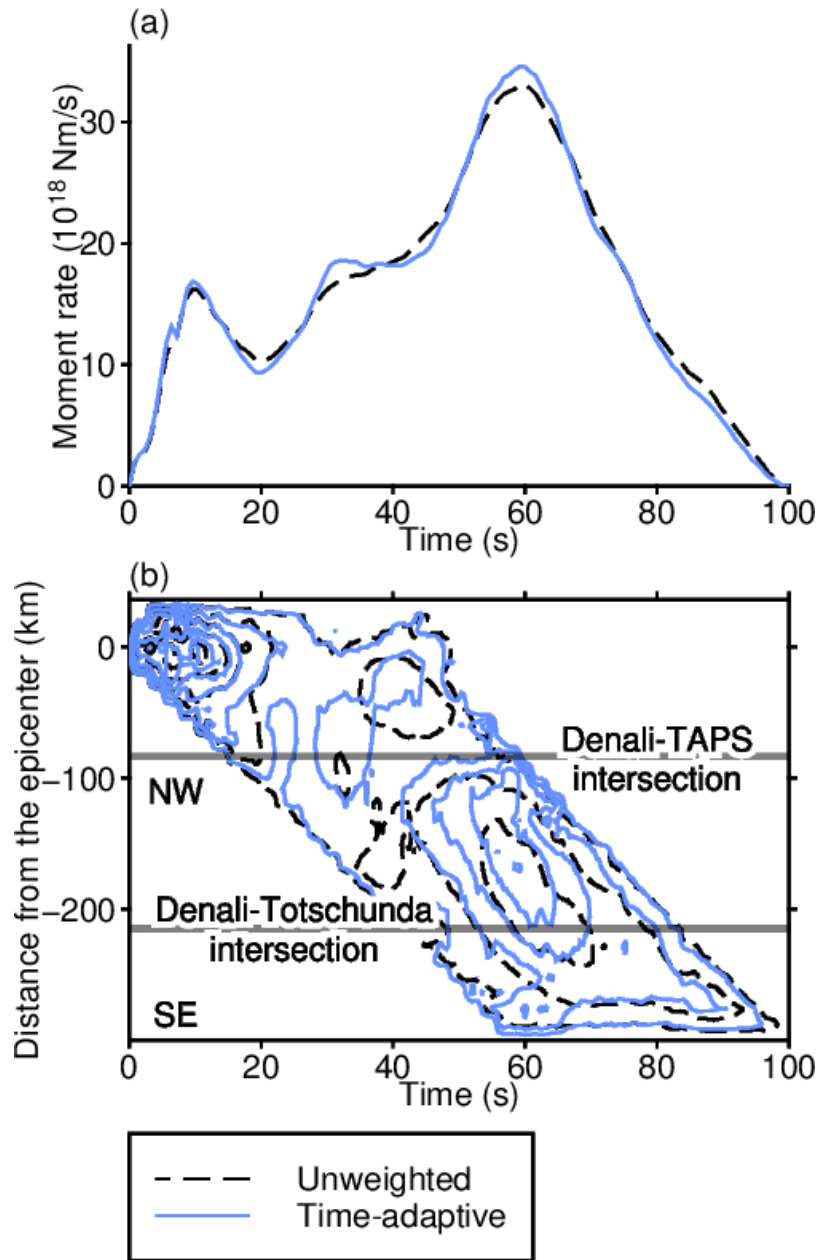 (a)
Moment rate (10^18 Nm/s)
30
20
10
0
0 20 40 60 80 100
Time (s)
(b)
Distance from the epicenter (km)
0
−100
−200
Denali-TAPS
intersection
NW
Denali-Totschunda
intersection
SE
0 20 40 60 80 100
Time (s)
Unweighted
Time-adaptive